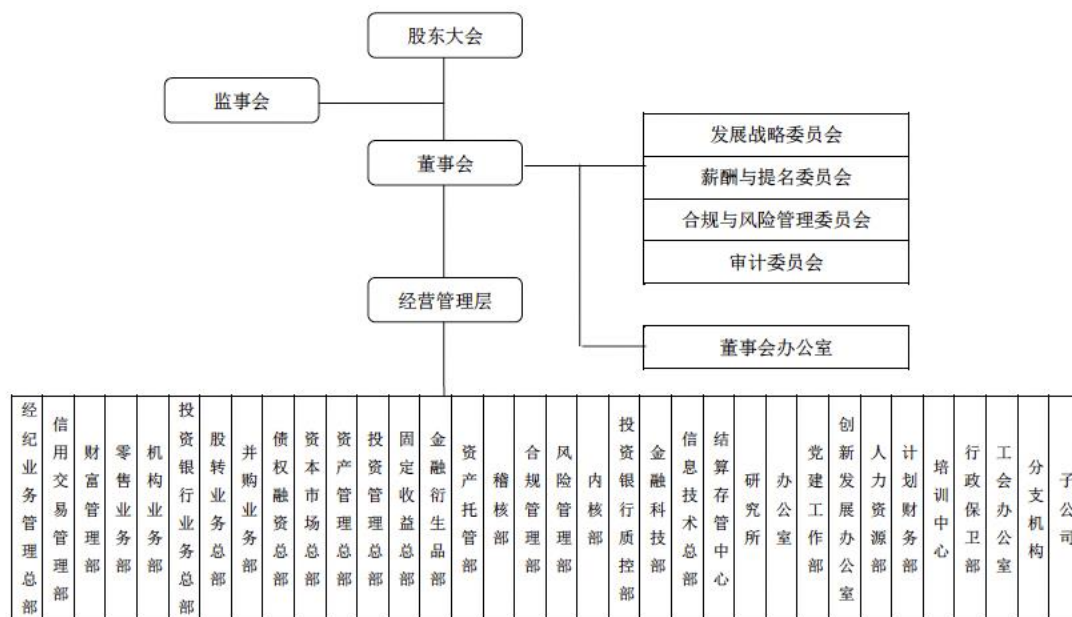 股东大会
监事会
董事会
发展战略委员会
薪酬与提名委员会
合规与风险管理委员会
审计委员会
经营管理层
董事会办公室
经纪业务管理总部
信用交易管理部
财富管理部
零售业务部
机构业务部
投资银行业务总部
股转业务总部
并购业务部
债权融资总部
资本市场总部
资产管理总部
投资管理总部
固定收益总部
金融衍生品部
资产托管部
稽核部
合规管理部
风险管理部
内核部
投资银行质控部
金融科技部
信息技术总部
结算存管中心
研究所
办公室
党建工作部
创新发展办公室
人力资源部
计划财务部
培训中心
行政保卫部
工会办公室
分支机构
子公司